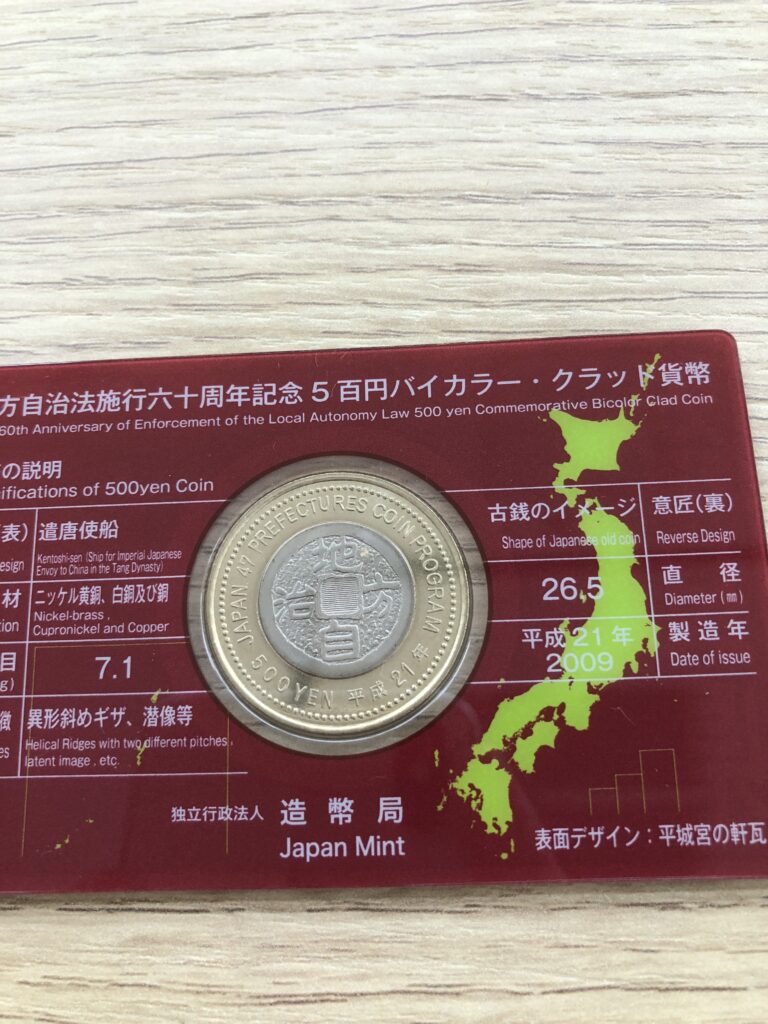 方自治法施行六十周年記念5百円バイカラー・クラッド貨幣
60th Anniversary of Enforcement of the Local Autonomy Law 500 yen Commemorative Bicolor Clad Coin
の説明
ifications of 500yen Coin
表）
esign
遣唐使船
Kentoshi-sen (Ship for Imperial Japanese
Envoy to China in the Tang Dynasty)
材
tion
ニッケル黄銅、白銅及び銅
Nickel-brass ,
Cupronickel and Copper
目
g)
7.1
徴
es
異形斜めギザ、潜像等
Helical Ridges with two different pitches ,
latent image , etc.
JAPAN 47 PREFECTURES COIN PROGRAM
500YEN 平成21年
地方自治
古銭のイメージ
Shape of Japanese old coin
意匠（裏）
Reverse Design
26.5
直径
Diameter (㎜)
平成21年
2009
製造年
Date of issue
独立行政法人 造幣局
Japan Mint
表面デザイン：平城宮の軒瓦